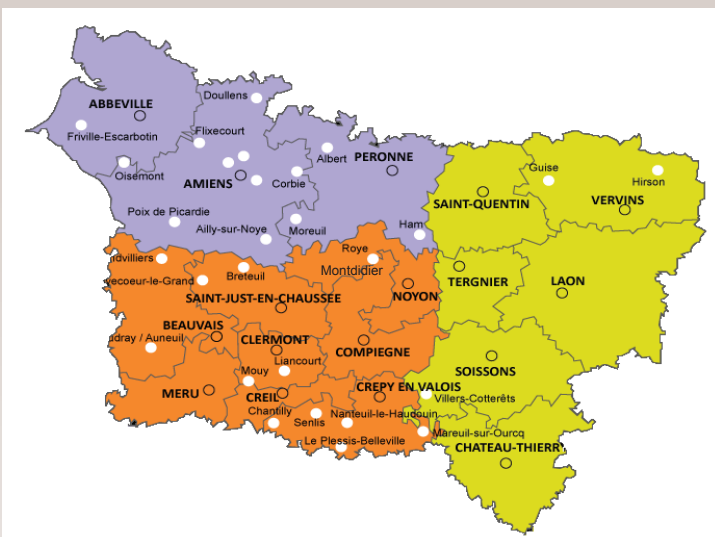 Doullens
ABBEVILLE
Friville-Escarbotin
Flixecourt
Albert
PERONNE
Oisemont
Guise
AMIENS
Corbie
Hirson
SAINT-QUENTIN
VERVINS
Poix de Picardie
Ailly-sur-Noye
Moreuil
Ham
Roye
Breteuil
Montdidier
TERGNIER
LAON
SAINT-JUST-EN-CHAUSSEE
NOYON
BEAUVAIS
CLERMONT
COMPIEGNE
Liancourt
SOISSONS
Mouy
MERU
CREIL
CREPY EN VALOIS
Villers-Cotterêts
Chantilly
Senlis
Nanteuil-le-Haudouin
Le Plessis-Belleville
Mareuil-sur-Ourcq